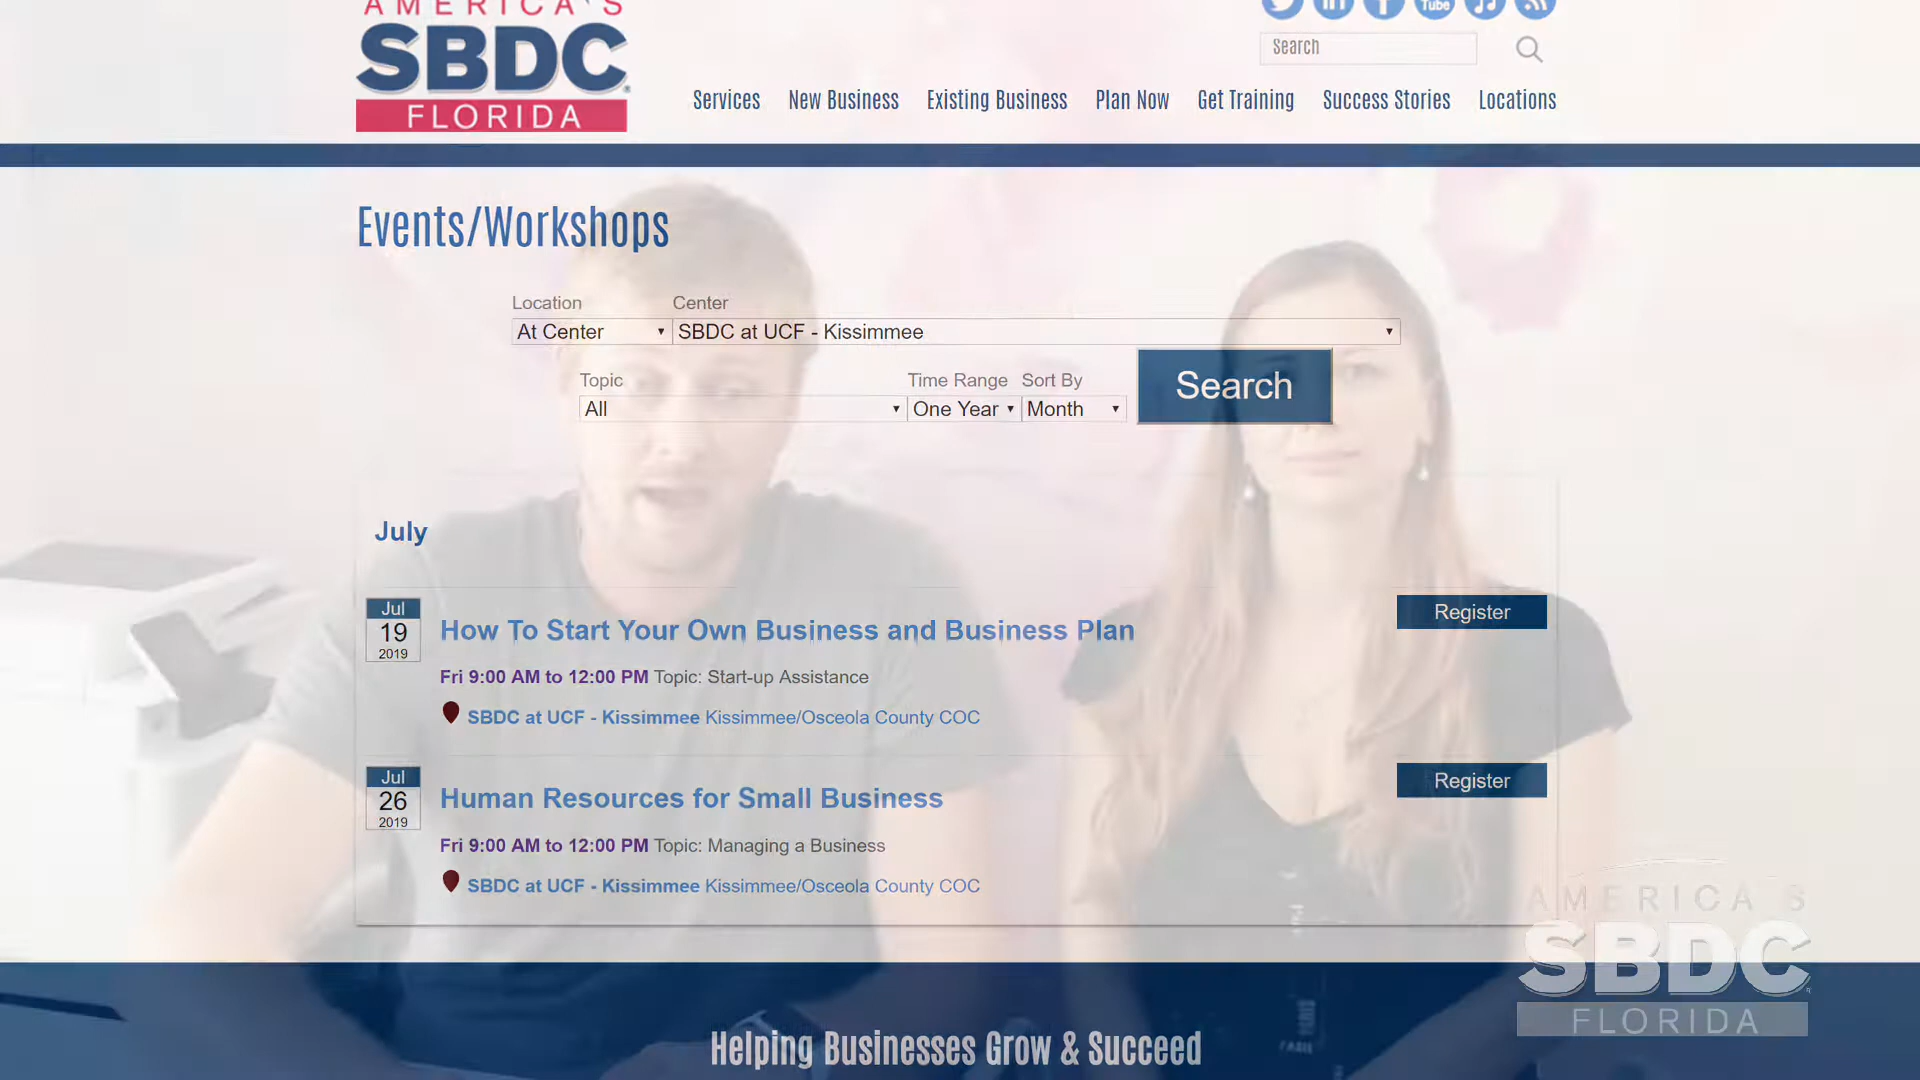 AMERICA'S
SBDC
FLORIDA
Tube
Search
Services New Business Existing Business Plan Now Get Training Success Stories Locations
Events/Workshops
Location Center
At Center SBDC at UCF - Kissimmee
Topic Time Range Sort By
All One Year Month Search
July
Jul
19
2019
How To Start Your Own Business and Business Plan
Register
Fri 9:00 AM to 12:00 PM Topic: Start-up Assistance
SBDC at UCF - Kissimmee Kissimmee/Osceola County COC
Jul
26
2019
Human Resources for Small Business
Register
Fri 9:00 AM to 12:00 PM Topic: Managing a Business
SBDC at UCF - Kissimmee Kissimmee/Osceola County COC
AMERICA'S
SBDC
FLORIDA
Helping Businesses Grow & Succeed